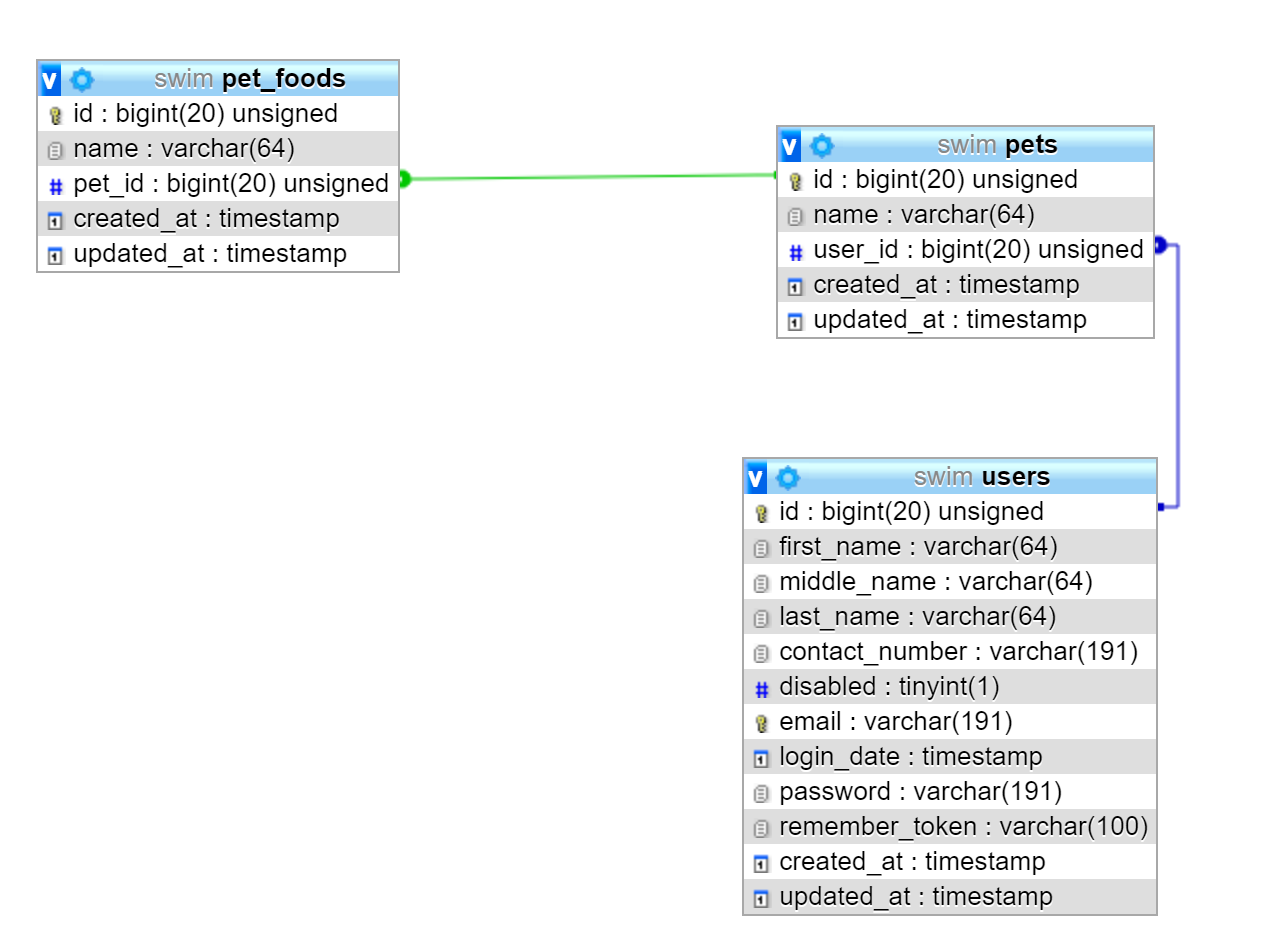 swim pet_foods
id : bigint(20) unsigned
name : varchar(64)
pet_id : bigint(20) unsigned
created_at : timestamp
updated_at : timestamp
swim pets
id : bigint(20) unsigned
name : varchar(64)
user_id : bigint(20) unsigned
created_at : timestamp
updated_at : timestamp
swim users
id : bigint(20) unsigned
first_name : varchar(64)
middle_name : varchar(64)
last_name : varchar(64)
contact_number : varchar(191)
disabled : tinyint(1)
email : varchar(191)
login_date : timestamp
password : varchar(191)
remember_token : varchar(100)
created_at : timestamp
updated_at : timestamp